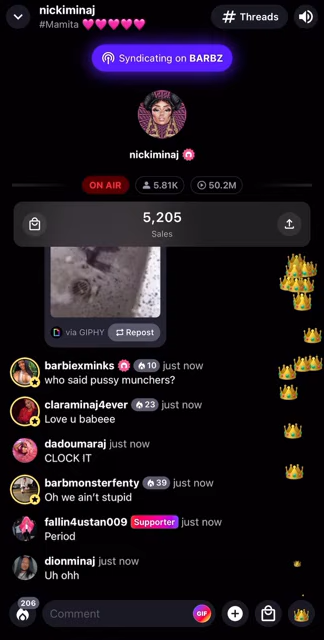 nickiminaj
#Mamita 💖💖💖💖💖
# Threads
Syndicating on BARBZ
nickiminaj
ON AIR 5.81K 50.2M
5,205
Sales
via GIPHY Repost
barbiexminks 10 just now
who said pussy munchers?
claraminaj4ever 23 just now
Love u babeee
dadoumaraj just now
CLOCK IT
barbmonsterfenty 39 just now
Oh we ain't stupid
fallin4ustan009 Supporter just now
Period
dionminaj just now
Uh ohh
206
Comment GIF